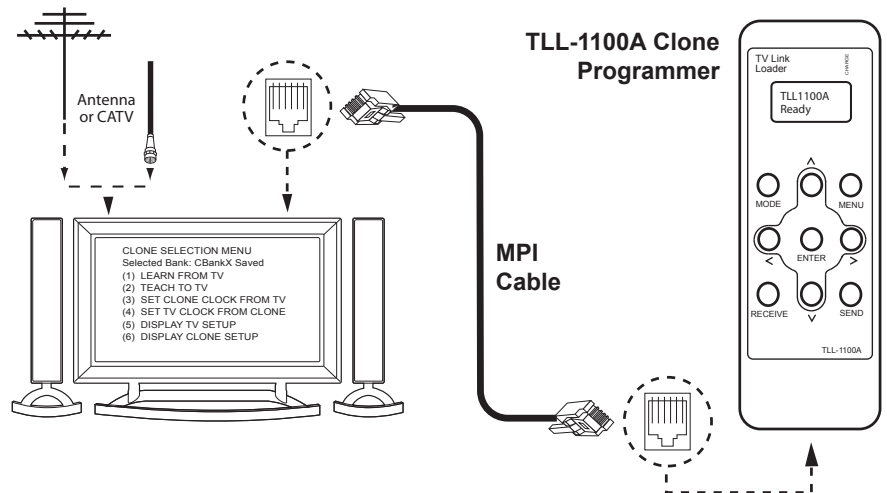 TLL-1100A Clone
Programmer
Antenna
or CATV
CLONE SELECTION MENU
Selected Bank: CBankX Saved
(1) LEARN FROM TV
(2) TEACH TO TV
(3) SET CLONE CLOCK FROM TV
(4) SET TV CLOCK FROM CLONE
(5) DISPLAY TV SETUP
(6) DISPLAY CLONE SETUP
MPI
Cable
TV Link
Loader
CHARGE
TLL1100A
Ready
MODE
MENU
ENTER
RECEIVE
SEND
TLL-1100A